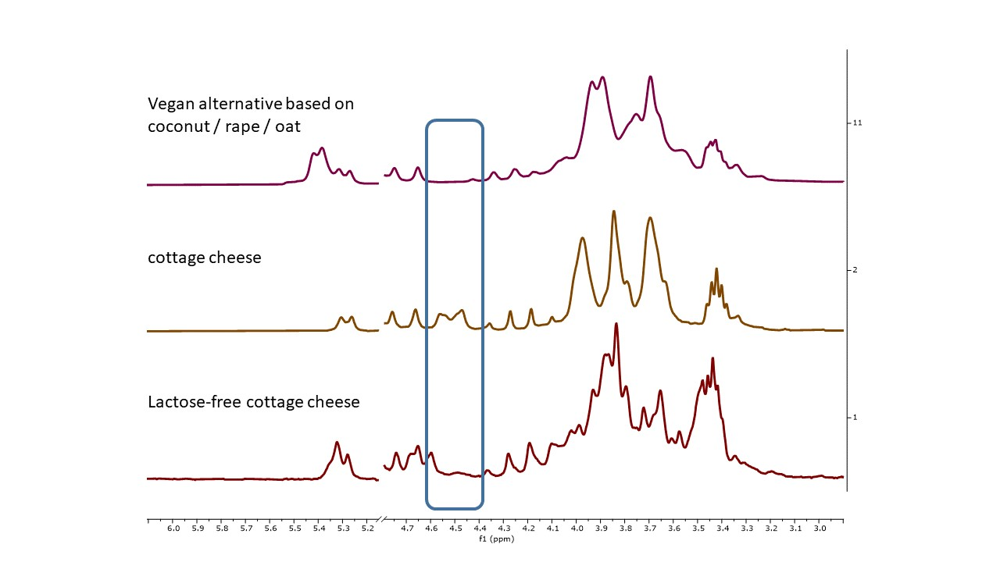 Vegan alternative based on
coconut / rape / oat
11
cottage cheese
2
Lactose-free cottage cheese
1
6.0 5.9 5.8 5.7 5.6 5.5 5.4 5.3 5.2 4.7 4.6 4.5 4.4 4.3 4.2 4.1 4.0 3.9 3.8 3.7 3.6 3.5 3.4 3.3 3.2 3.1 3.0
f1 (ppm)